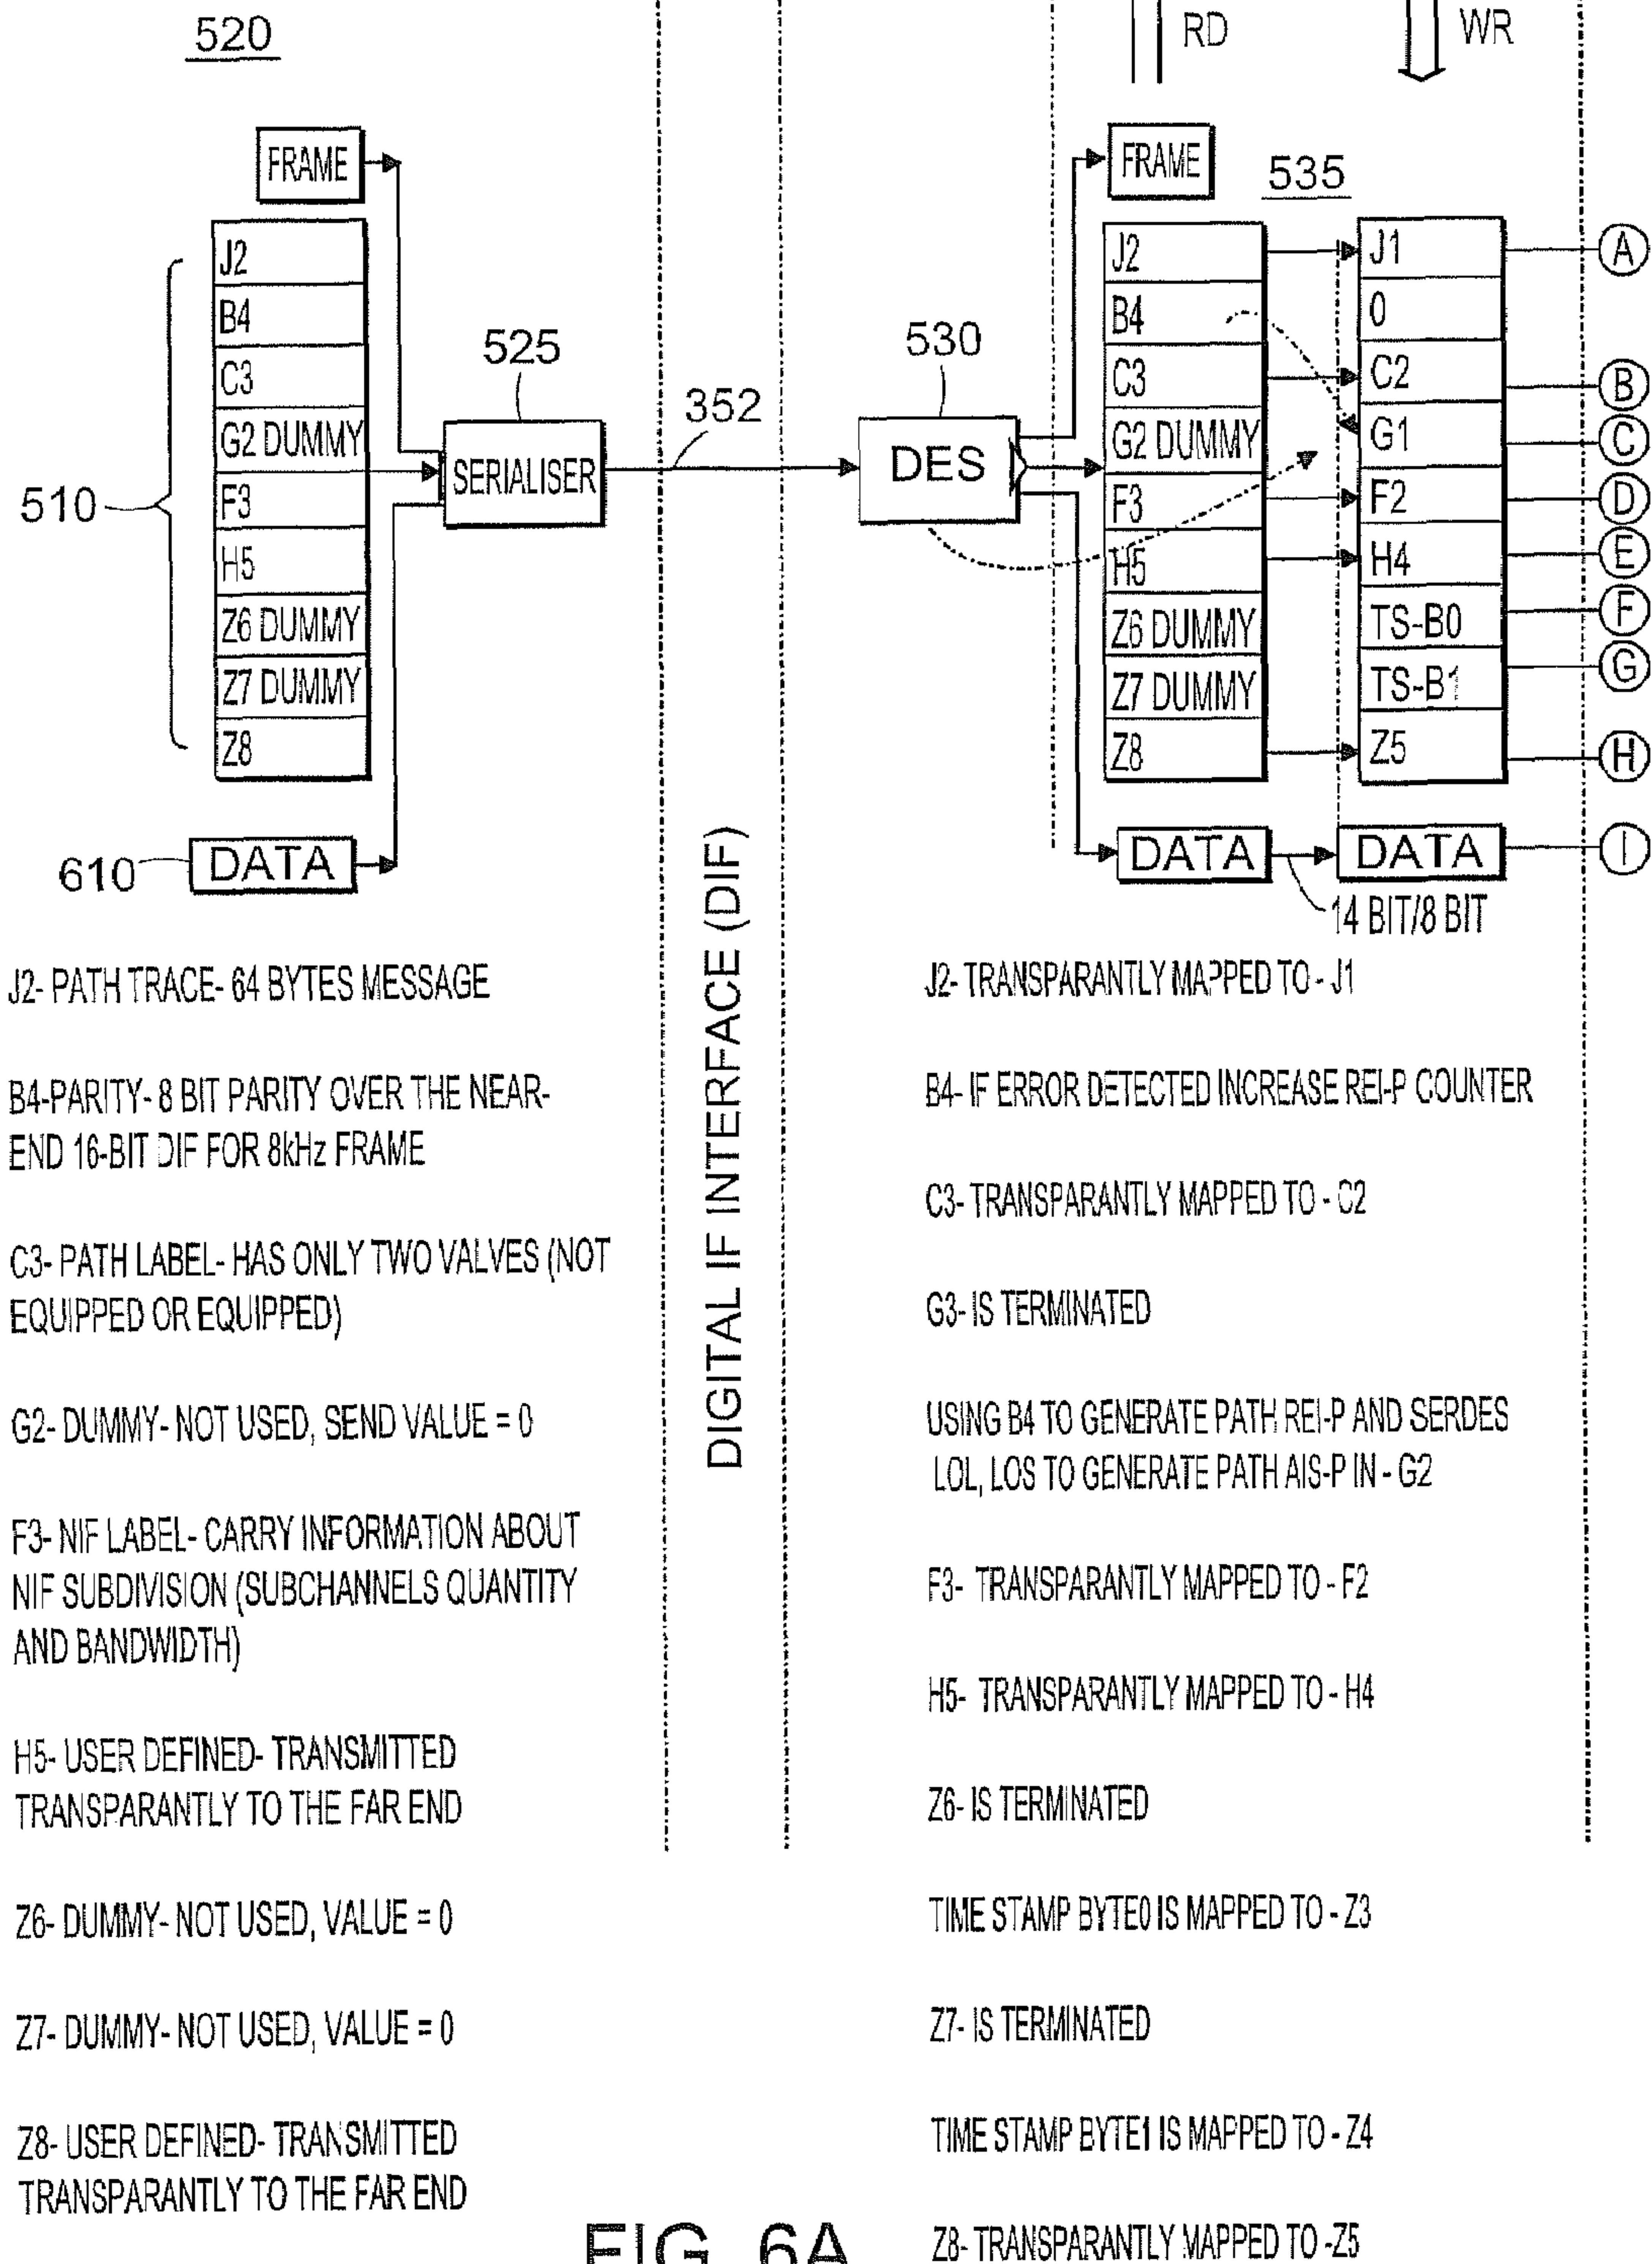 520
RD
WR
FRAME
FRAME
535
J2
B4
C3
G2 DUMMY
F3
H5
Z6 DUMMY
Z7 DUMMY
Z8
510
525
SERIALISER
352
530
DES
J2
B4
C3
G2 DUMMY
F3
H5
Z6 DUMMY
Z7 DUMMY
Z8
J1
0
C2
G1
F2
H4
TS-B0
TS-B1
Z5
A
B
C
D
E
F
G
H
I
610
DATA
DATA
DATA
14 BIT/8 BIT
DIGITAL IF INTERFACE (DIF)
J2- PATH TRACE- 64 BYTES MESSAGE
B4-PARITY- 8 BIT PARITY OVER THE NEAR-
END 16-BIT DIF FOR 8kHz FRAME
C3- PATH LABEL- HAS ONLY TWO VALVES (NOT
EQUIPPED OR EQUIPPED)
G2- DUMMY- NOT USED, SEND VALUE = 0
F3- NIF LABEL- CARRY INFORMATION ABOUT
NIF SUBDIVISION (SUBCHANNELS QUANTITY
AND BANDWIDTH)
H5- USER DEFINED- TRANSMITTED
TRANSPARANTLY TO THE FAR END
Z6- DUMMY- NOT USED, VALUE = 0
Z7- DUMMY- NOT USED, VALUE = 0
Z8- USER DEFINED- TRANSMITTED
TRANSPARANTLY TO THE FAR END
J2- TRANSPARANTLY MAPPED TO - J1
B4- IF ERROR DETECTED INCREASE REI-P COUNTER
C3- TRANSPARANTLY MAPPED TO - C2
G3- IS TERMINATED
USING B4 TO GENERATE PATH REI-P AND SERDES
LOL, LOS TO GENERATE PATH AIS-P IN - G2
F3- TRANSPARANTLY MAPPED TO - F2
H5- TRANSPARANTLY MAPPED TO - H4
Z6- IS TERMINATED
TIME STAMP BYTE0 IS MAPPED TO - Z3
Z7- IS TERMINATED
TIME STAMP BYTE1 IS MAPPED TO - Z4
Z8- TRANSPARANTLY MAPPED TO -Z5
FIG. 6A